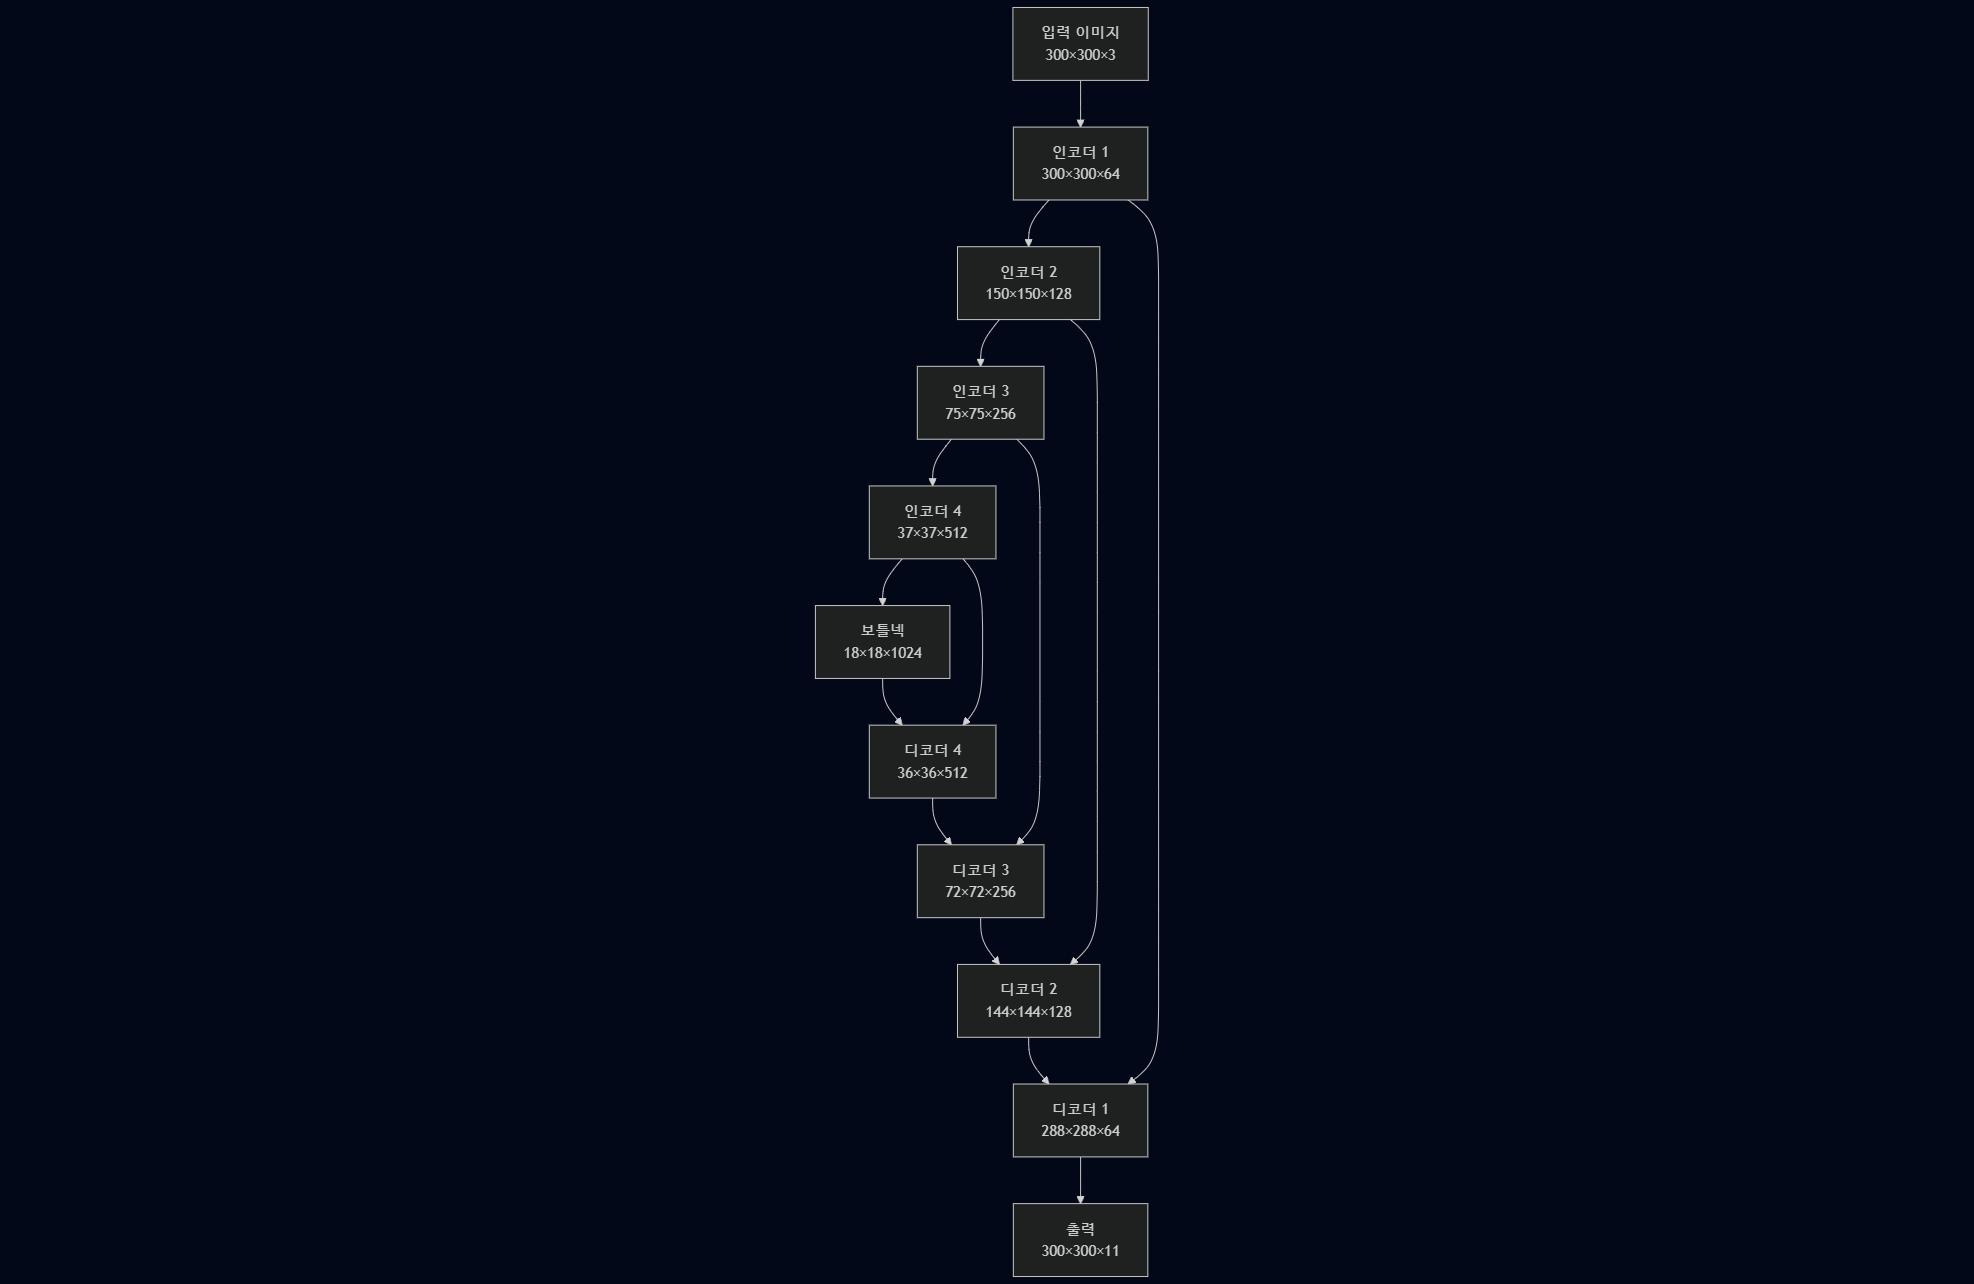 입력 이미지
300×300×3
인코더 1
300×300×64
인코더 2
150×150×128
인코더 3
75×75×256
인코더 4
37×37×512
보틀넥
18×18×1024
디코더 4
36×36×512
디코더 3
72×72×256
디코더 2
144×144×128
디코더 1
288×288×64
출력
300×300×11